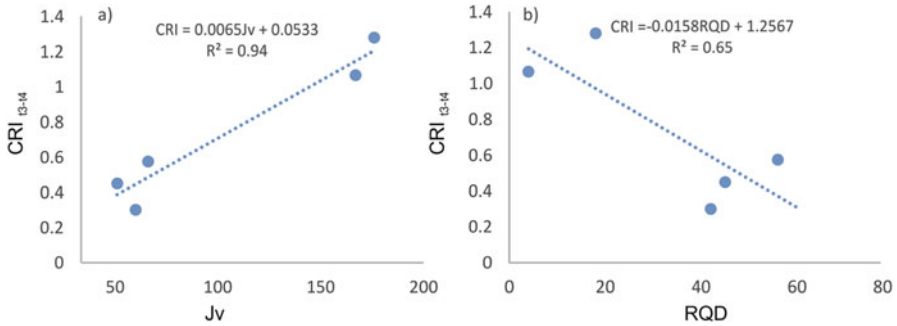 a)
CRI = 0.0065Jv + 0.0533
R² = 0.94
1.4
1.2
1
0.8
0.6
0.4
0.2
0
50
100
150
200
CRI t3-t4
Jv
b)
CRI =-0.0158RQD + 1.2567
R² = 0.65
1.4
1.2
1.0
0.8
0.6
0.4
0.2
0.0
0
20
40
60
80
CRI t3-t4
RQD